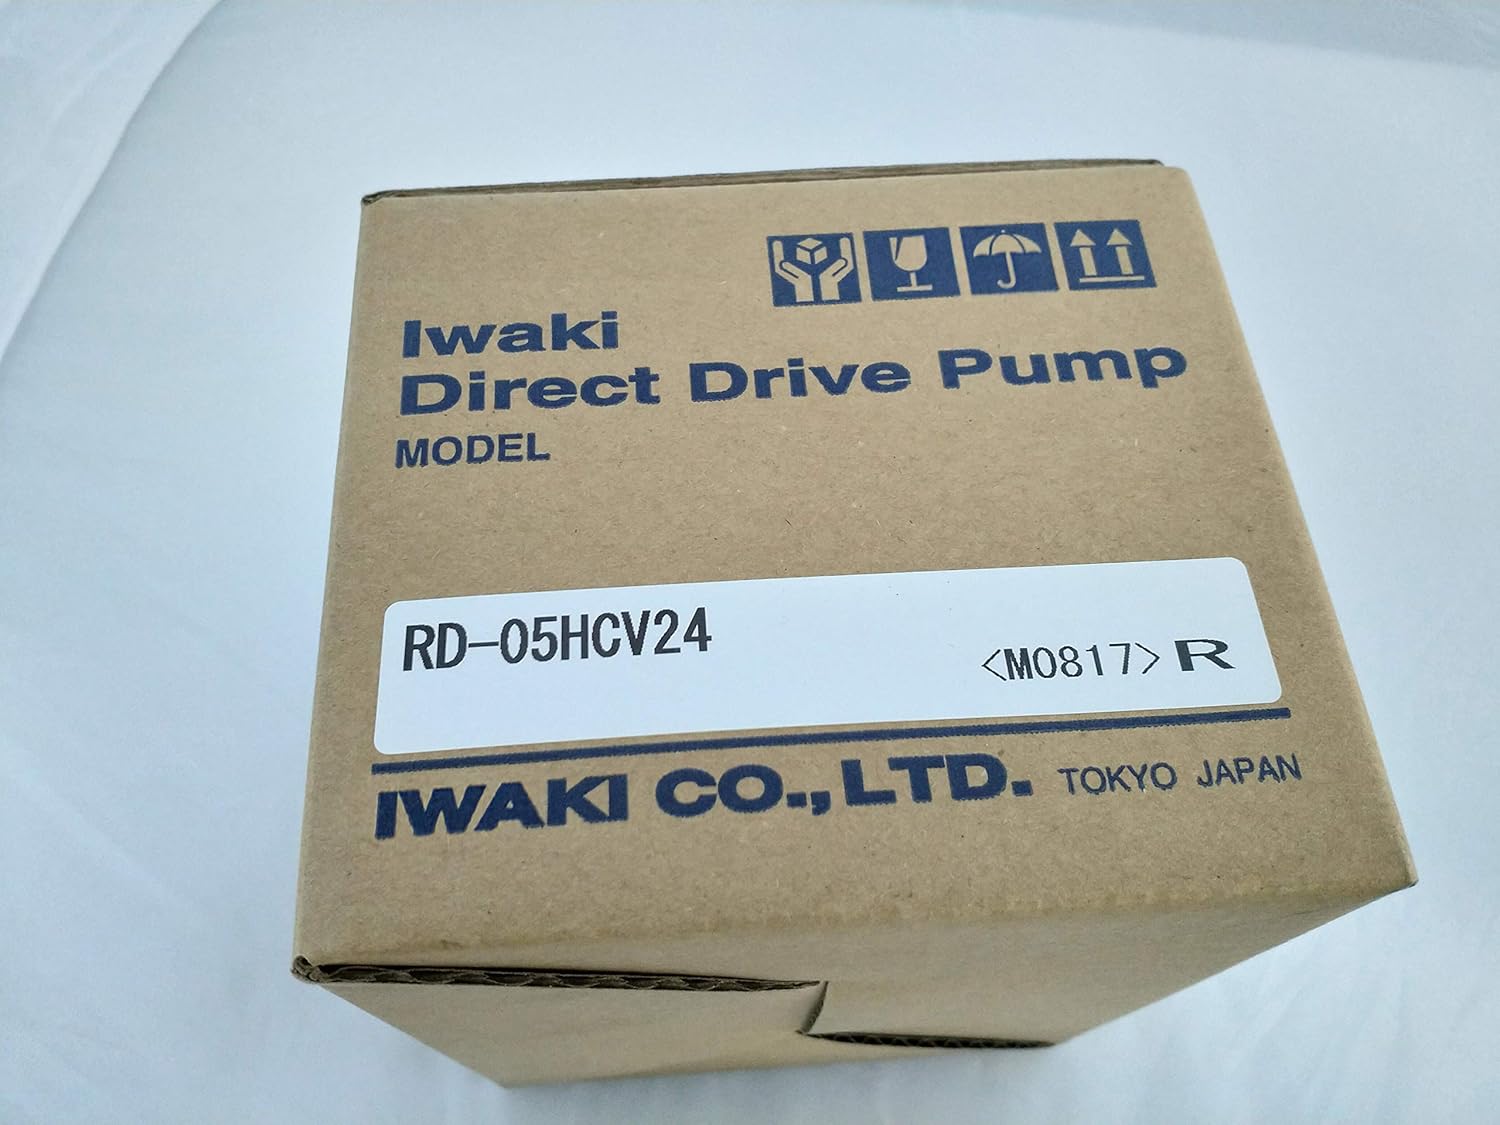 Iwaki
Direct Drive Pump
MODEL
RD-05HCV24
<M0817> R
IWAKI CO., LTD. TOKYO JAPAN